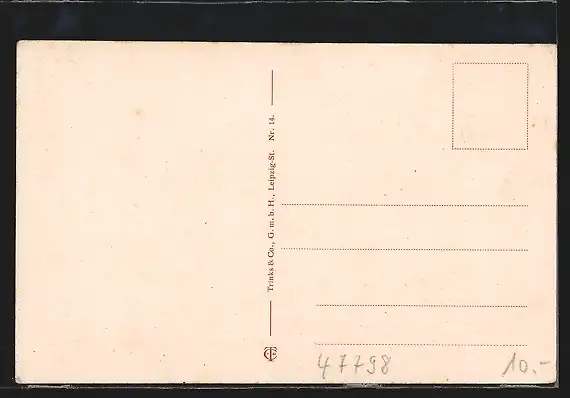 Trinks & Co., G. m. b. H., Leipzig-St. Nr. 14.
47798
10.-